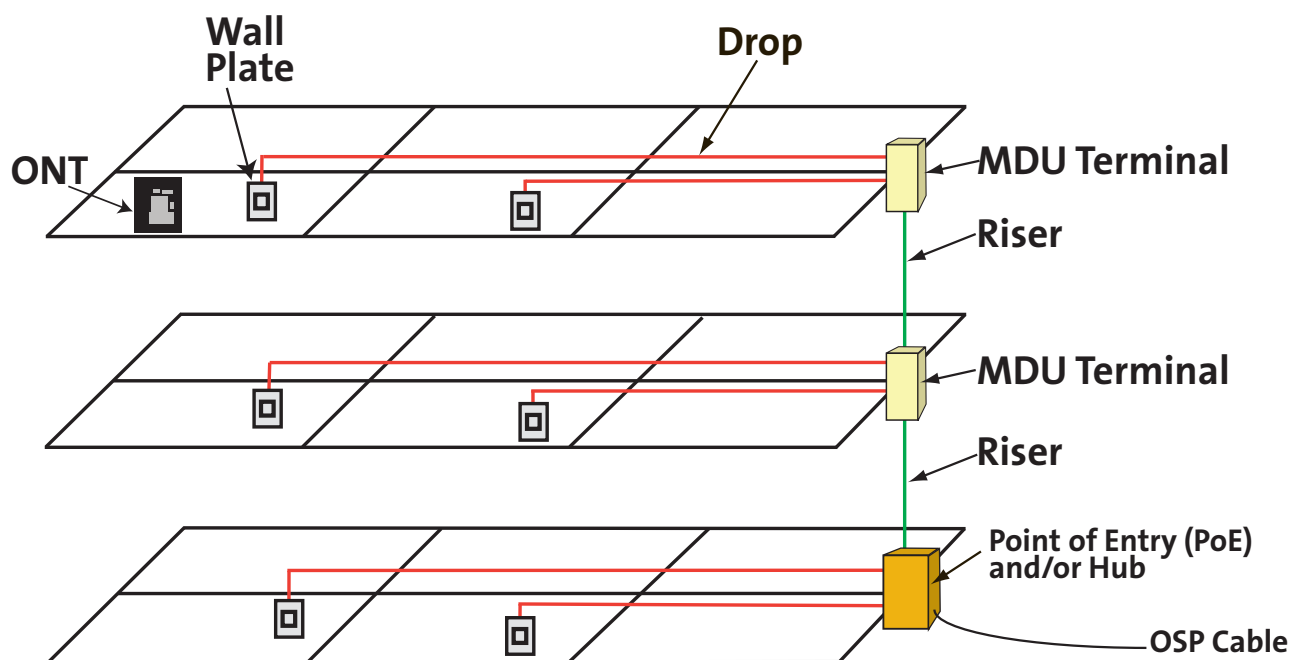 Wall
Plate
Drop
ONT
MDU Terminal
Riser
MDU Terminal
Riser
Point of Entry (PoE)
and/or Hub
OSP Cable